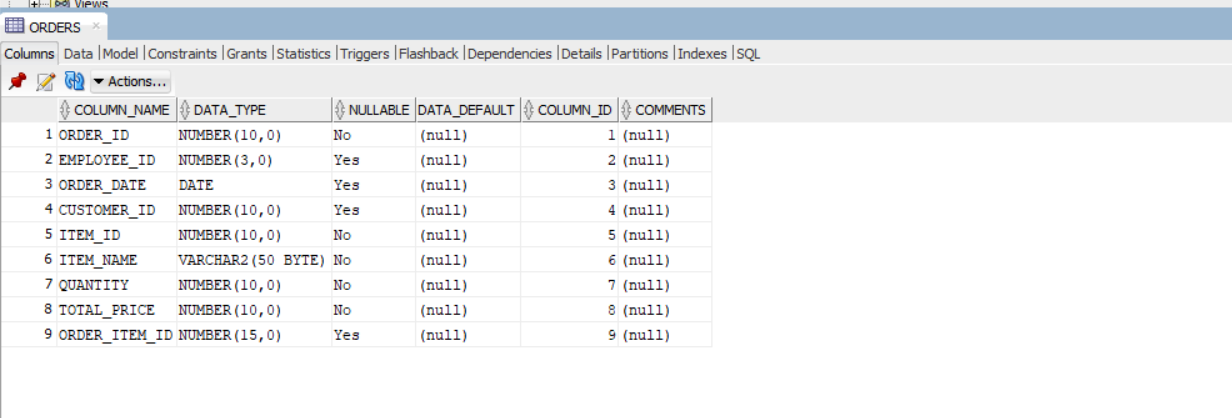 Views
ORDERS ×
Columns Data |Model |Constraints |Grants |Statistics |Triggers |Flashback |Dependencies |Details |Partitions |Indexes |SQL
Actions...
COLUMN_NAME DATA_TYPE NULLABLE DATA_DEFAULT COLUMN_ID COMMENTS
1 ORDER_ID NUMBER(10,0) No (null) 1 (null)
2 EMPLOYEE_ID NUMBER(3,0) Yes (null) 2 (null)
3 ORDER_DATE DATE Yes (null) 3 (null)
4 CUSTOMER_ID NUMBER(10,0) Yes (null) 4 (null)
5 ITEM_ID NUMBER(10,0) No (null) 5 (null)
6 ITEM_NAME VARCHAR2(50 BYTE) No (null) 6 (null)
7 QUANTITY NUMBER(10,0) No (null) 7 (null)
8 TOTAL_PRICE NUMBER(10,0) No (null) 8 (null)
9 ORDER_ITEM_ID NUMBER(15,0) Yes (null) 9 (null)